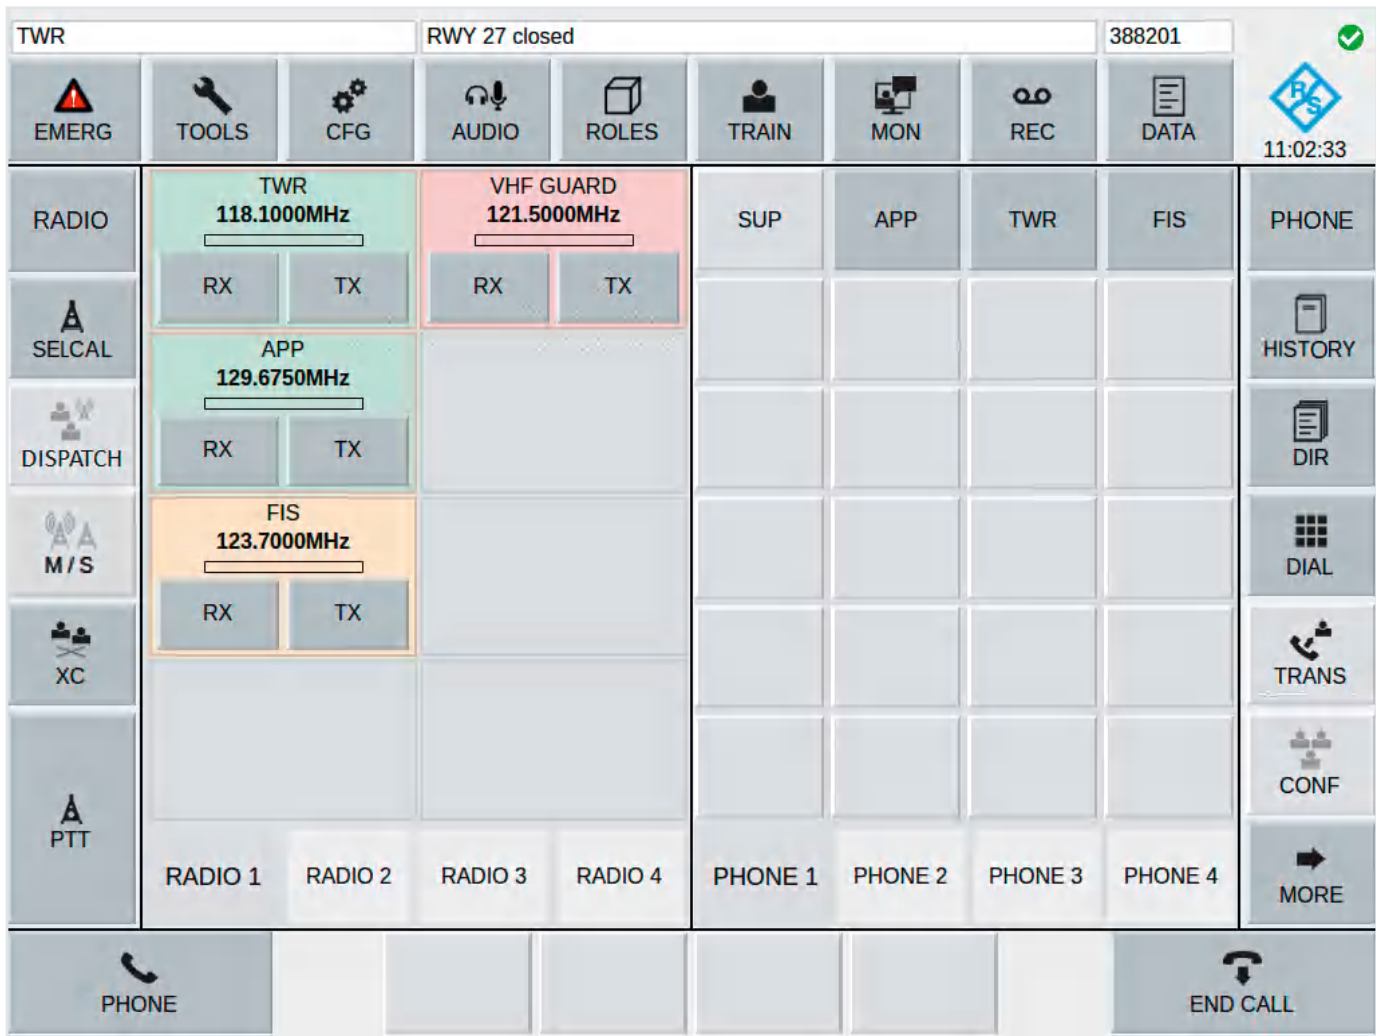 TWR
RWY 27 closed
388201
EMERG
TOOLS
CFG
AUDIO
ROLES
TRAIN
MON
REC
DATA
R
S
11:02:33
RADIO
TWR
118.1000MHz
RX
TX
VHF GUARD
121.5000MHz
RX
TX
SUP
APP
TWR
FIS
PHONE
SELCAL
APP
129.6750MHz
RX
TX
HISTORY
DISPATCH
DIR
M / S
FIS
123.7000MHz
RX
TX
DIAL
XC
TRANS
PTT
CONF
RADIO 1
RADIO 2
RADIO 3
RADIO 4
PHONE 1
PHONE 2
PHONE 3
PHONE 4
MORE
PHONE
END CALL